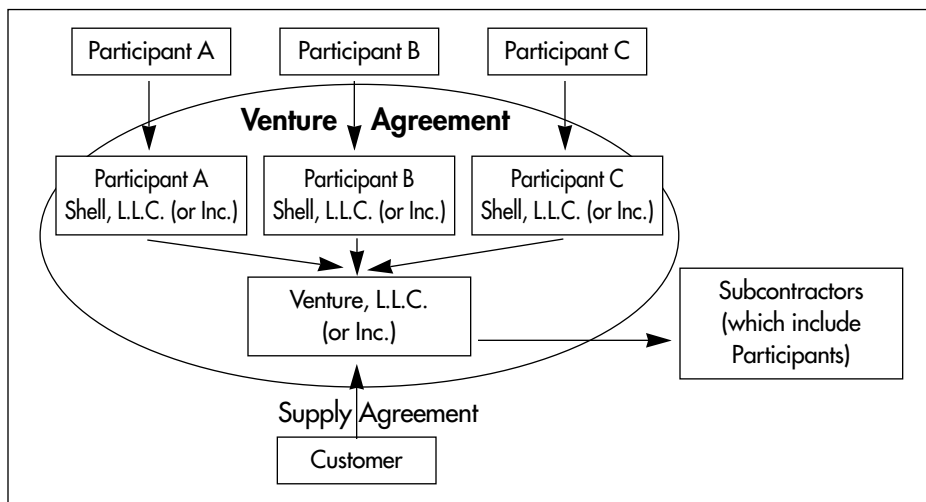 Participant A
Participant B
Participant C
Venture Agreement
Participant A
Shell, L.L.C. (or Inc.)
Participant B
Shell, L.L.C. (or Inc.)
Participant C
Shell, L.L.C. (or Inc.)
Venture, L.L.C.
(or Inc.)
Subcontractors
(which include
Participants)
Supply Agreement
Customer